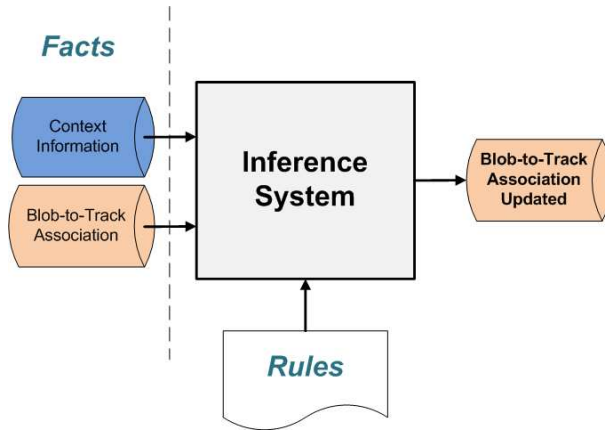 Facts
Context
Information
Blob-to-Track
Association
Inference
System
Blob-to-Track
Association
Updated
Rules